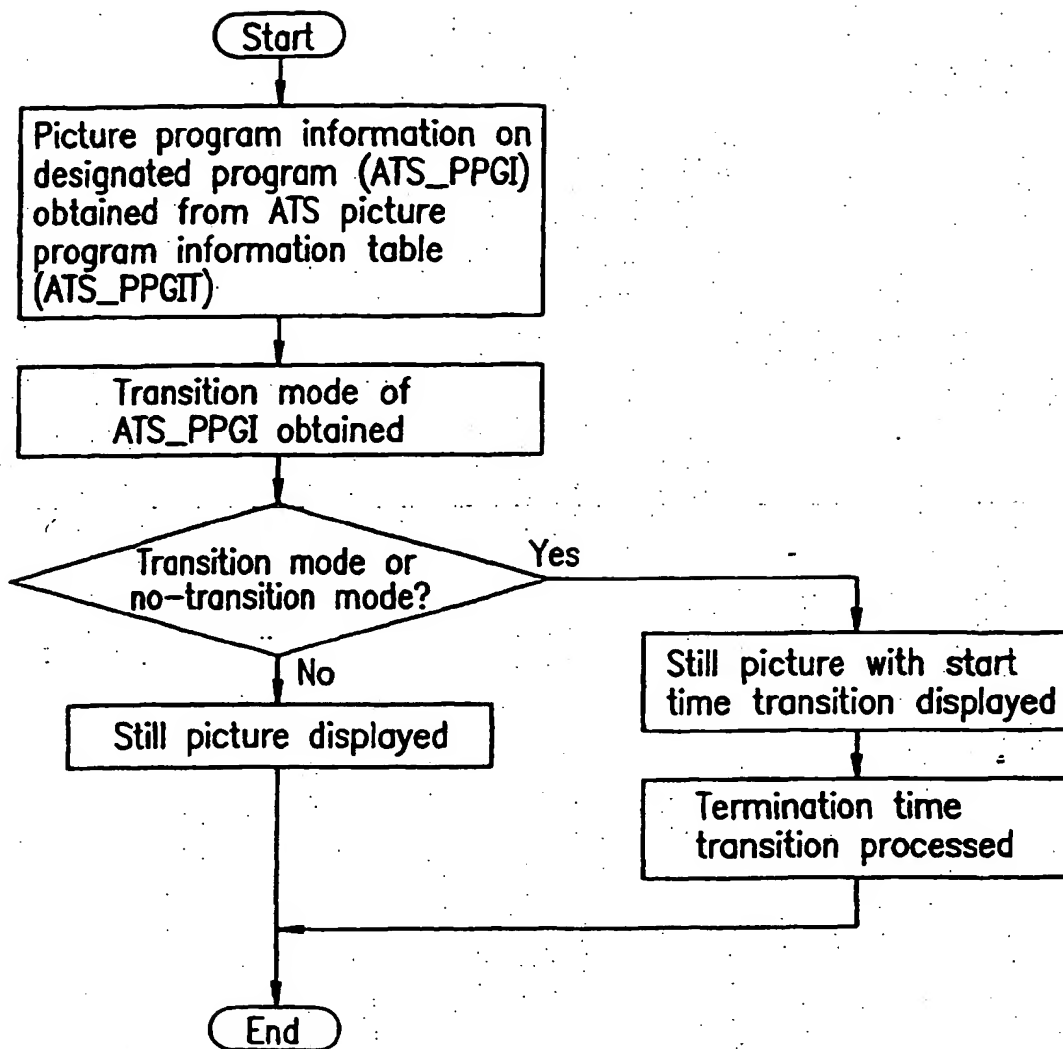 Start
Picture program information on
designated program (ATS_PPGI)
obtained from ATS picture
program information table
(ATS_PPGIT)
Transition mode of
ATS_PPGI obtained
Transition mode or
no-transition mode?
Yes
No
Still picture displayed
Still picture with start
time transition displayed
Termination time
transition processed
End